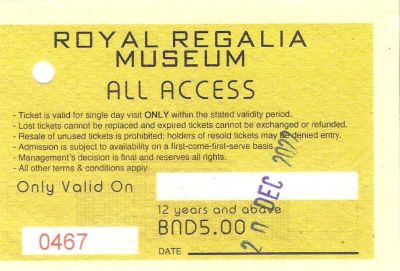 ROYAL REGALIA
MUSEUM
ALL ACCESS
- Ticket is valid for single day visit ONLY within the stated validity period.
- Lost tickets cannot be replaced and expired tickets cannot be exchanged or refunded.
- Resale of unused tickets is prohibited; holders of resold tickets may be denied entry.
- Admission is subject to availability on a first-come-first-serve basis.
- Management's decision is final and reserves all rights.
- All other terms & conditions apply.
Only Valid On
12 years and above
BND5.00
0467
DATE
20 DEC 2022